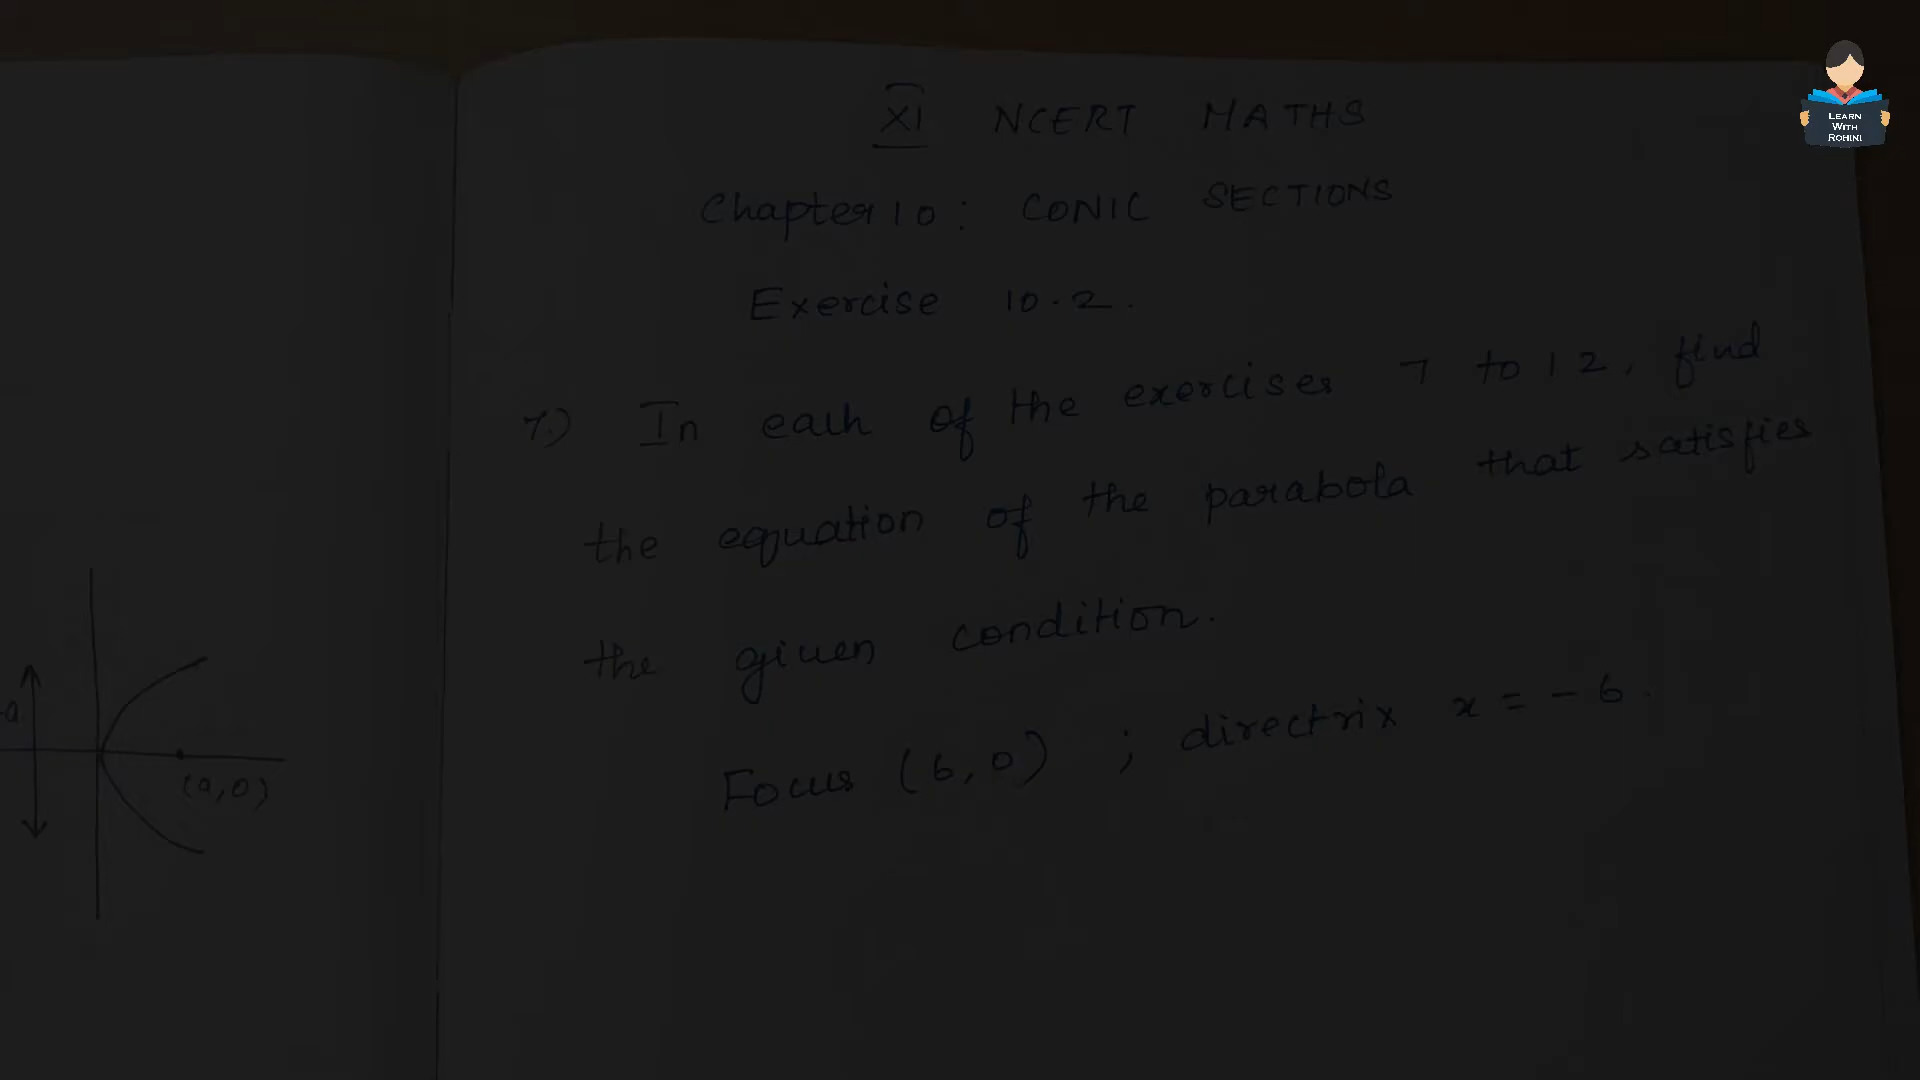 XI NCERT MATHS
Chapter 10: CONIC SECTIONS
Exercise 10.2.
7.) In each of the exercises 7 to 12, find
the equation of the parabola that satisfies
the given condition.
Focus (6,0) ; directrix x = -6.
-a
(a,0)
LEARN
WITH
ROHINI